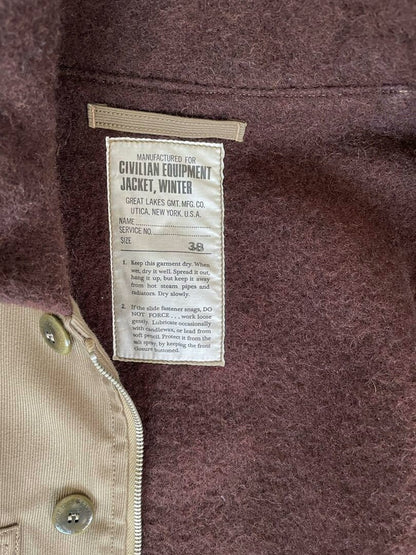 MANUFACTURED FOR
CIVILIAN EQUIPMENT
JACKET, WINTER
GREAT LAKES GMT. MFG. CO.
UTICA, NEW YORK, U.S.A.
NAME
SERVICE NO.
SIZE 38
1. Keep this garment dry. When
wet, dry it well. Spread it out,
hang it up, but keep it away
from hot steam pipes and
radiators. Dry slowly.
2. If the slide fastener snags, DO
NOT FORCE . . . work loose
gently. Lubricate occasionally
with candlewax, or lead from
soft pencil. Protect it from the
salt spray, by keeping the front
closure buttoned.